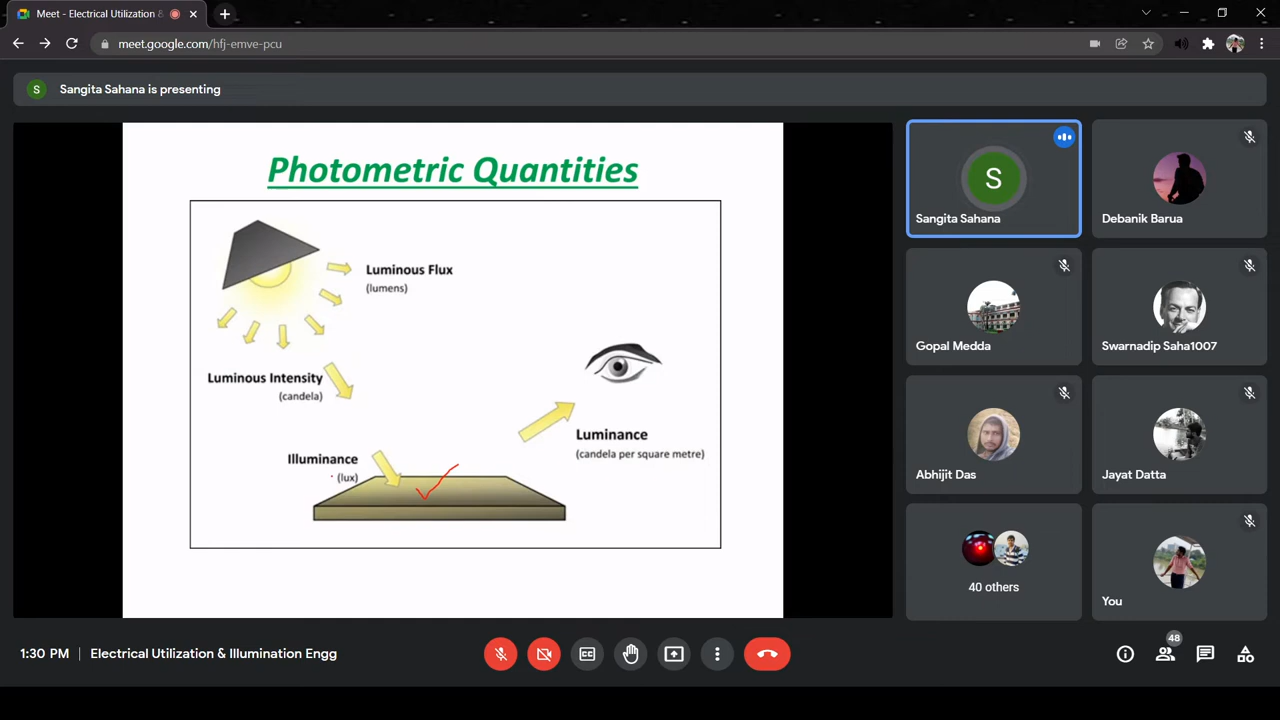 Meet - Electrical Utilization &
meet.google.com/hfj-emve-pcu
S
Sangita Sahana is presenting
Photometric Quantities
Luminous Flux
(lumens)
Luminous Intensity
(candela)
Luminance
(candela per square metre)
Illuminance
(lux)
S
Sangita Sahana
Debanik Barua
Gopal Medda
Swarnadip Saha1007
Abhijit Das
Jayat Datta
40 others
You
1:30 PM | Electrical Utilization & Illumination Engg
48